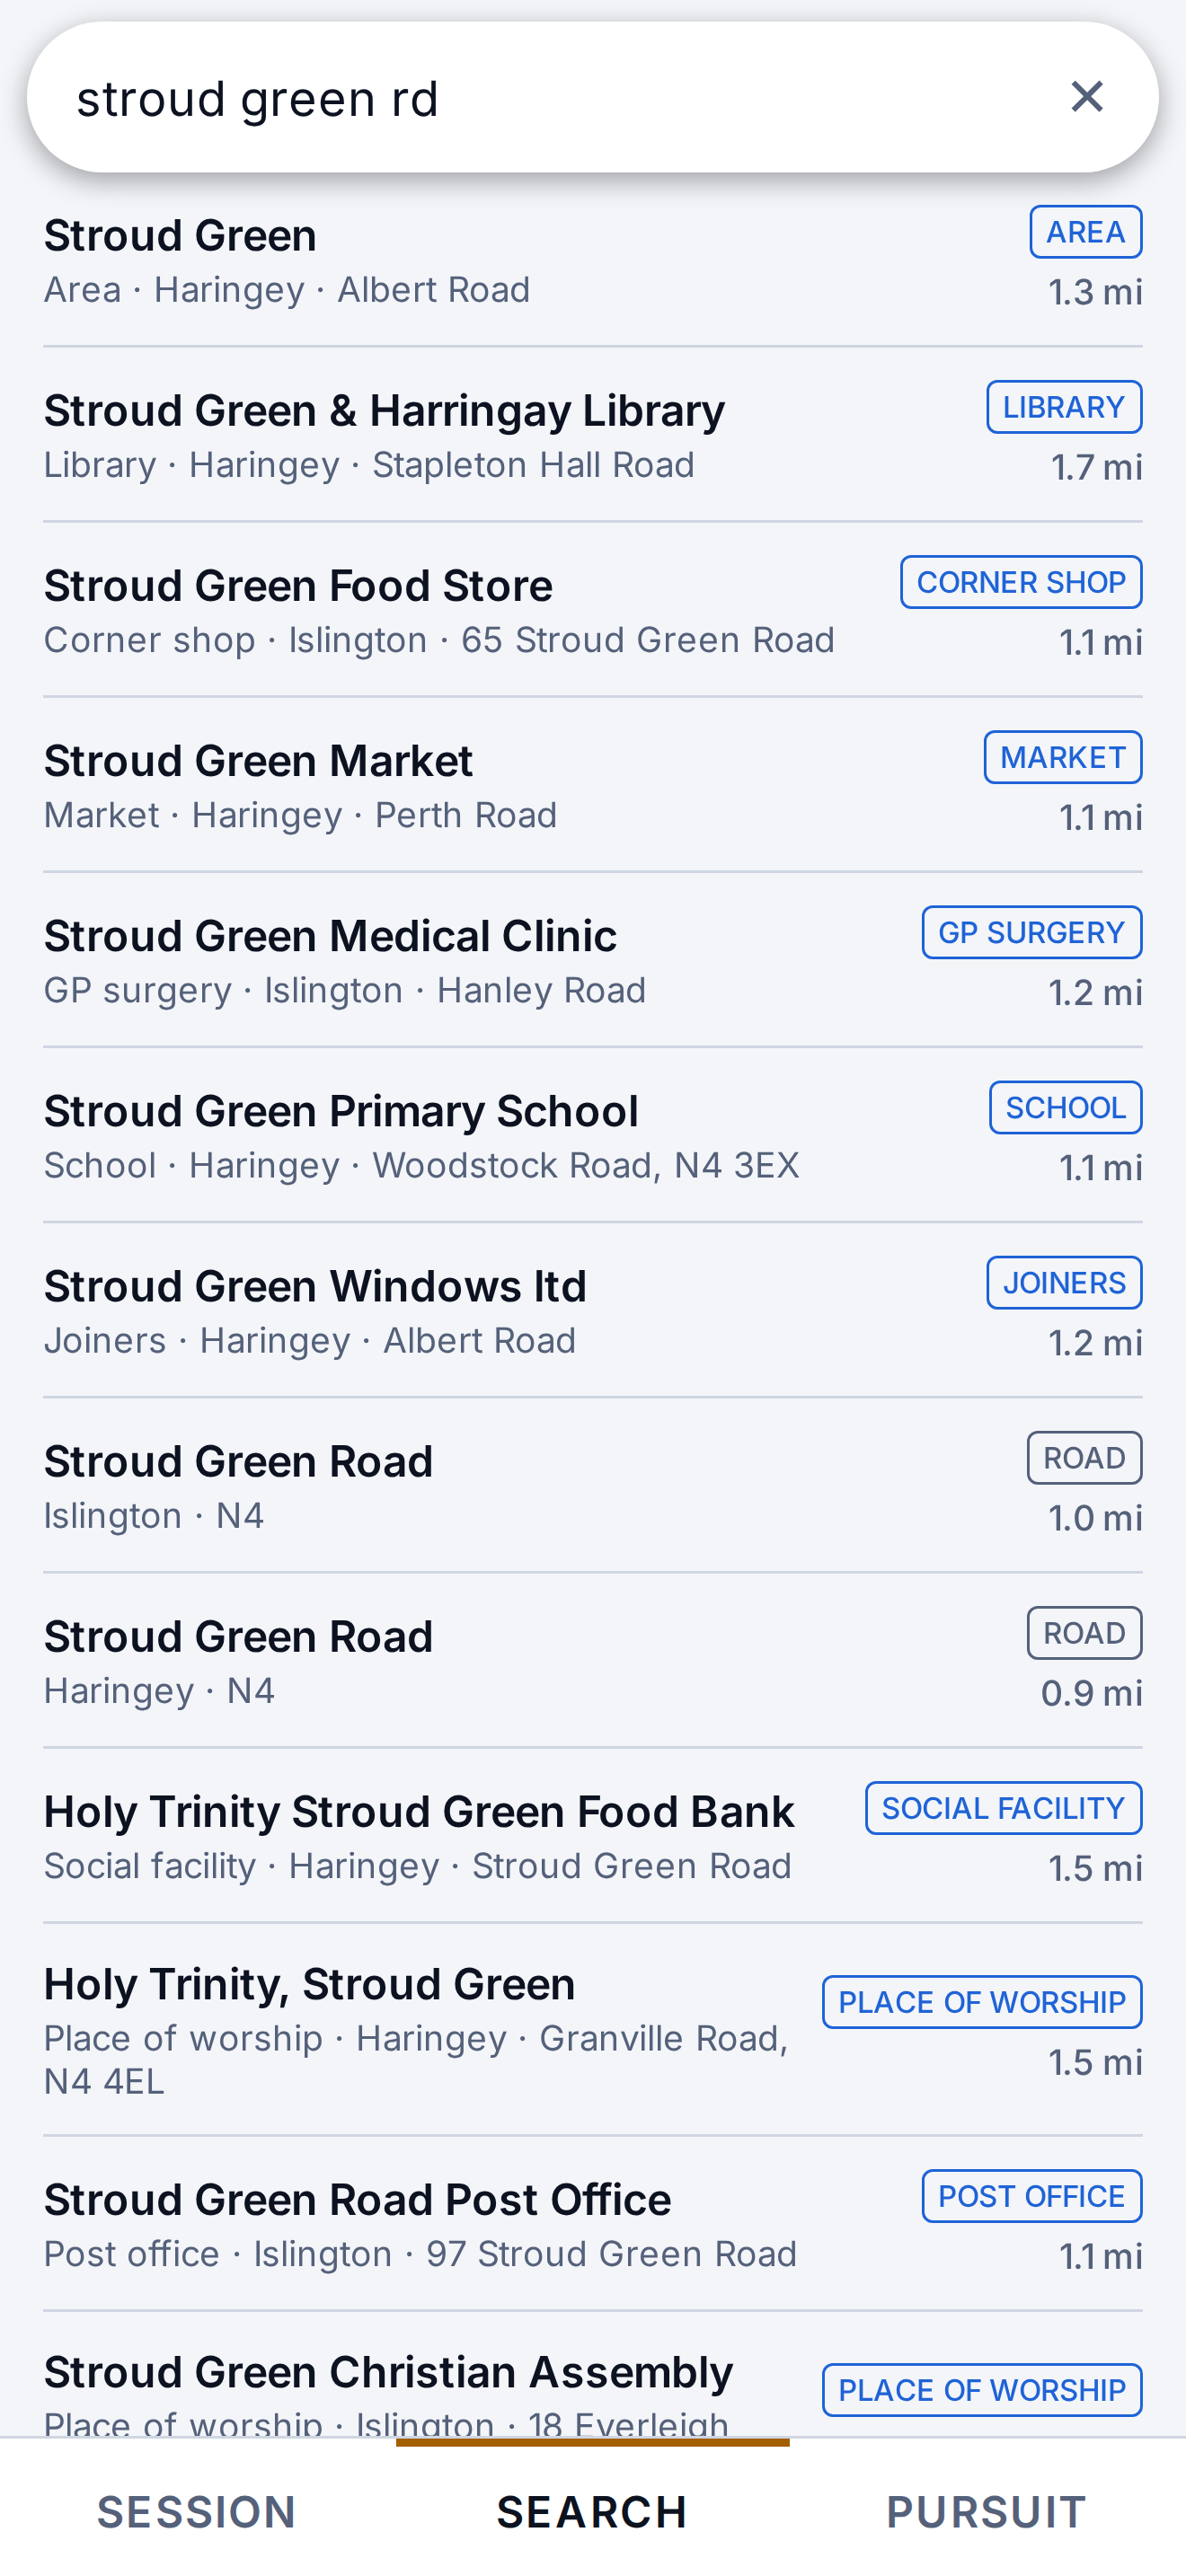 stroud green rd
Stroud Green
AREA
Area · Haringey · Albert Road
1.3 mi
Stroud Green & Harringay Library
LIBRARY
Library · Haringey · Stapleton Hall Road
1.7 mi
Stroud Green Food Store
CORNER SHOP
Corner shop · Islington · 65 Stroud Green Road
1.1 mi
Stroud Green Market
MARKET
Market · Haringey · Perth Road
1.1 mi
Stroud Green Medical Clinic
GP SURGERY
GP surgery · Islington · Hanley Road
1.2 mi
Stroud Green Primary School
SCHOOL
School · Haringey · Woodstock Road, N4 3EX
1.1 mi
Stroud Green Windows ltd
JOINERS
Joiners · Haringey · Albert Road
1.2 mi
Stroud Green Road
ROAD
Islington · N4
1.0 mi
Stroud Green Road
ROAD
Haringey · N4
0.9 mi
Holy Trinity Stroud Green Food Bank
SOCIAL FACILITY
Social facility · Haringey · Stroud Green Road
1.5 mi
Holy Trinity, Stroud Green
PLACE OF WORSHIP
Place of worship · Haringey · Granville Road,
N4 4EL
1.5 mi
Stroud Green Road Post Office
POST OFFICE
Post office · Islington · 97 Stroud Green Road
1.1 mi
Stroud Green Christian Assembly
PLACE OF WORSHIP
Place of worship · Islington · 18 Everleigh
SESSION
SEARCH
PURSUIT